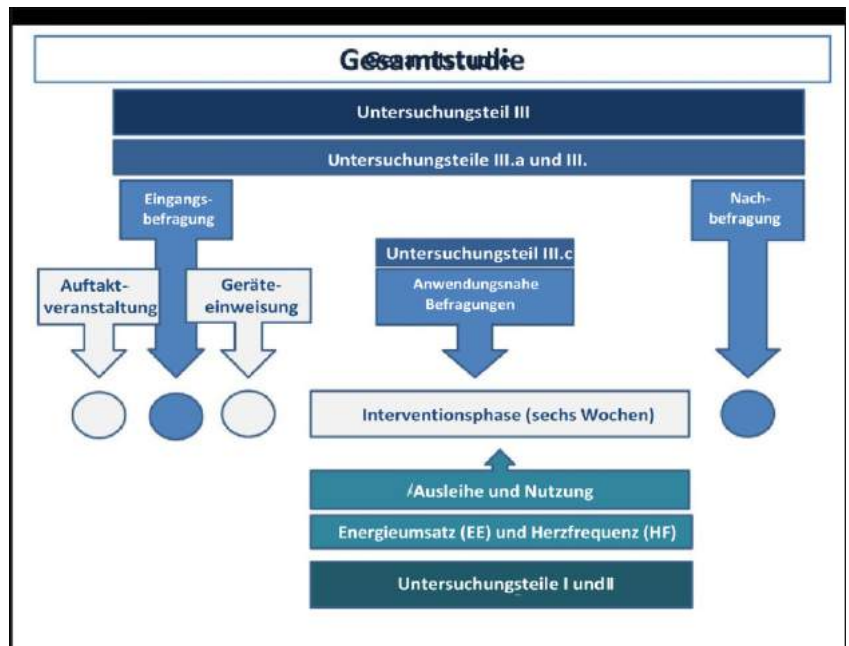 Gesamtstudie
Untersuchungsteil III
Untersuchungsteile III.a und III.
Eingangs-
befragung
Nach-
befragung
Auftakt-
veranstaltung
Geräte-
einweisung
Untersuchungsteil III.c
Anwendungsnahe
Befragungen
Interventionsphase (sechs Wochen)
Ausleihe und Nutzung
Energieumsatz (EE) und Herzfrequenz (HF)
Untersuchungsteile I und II